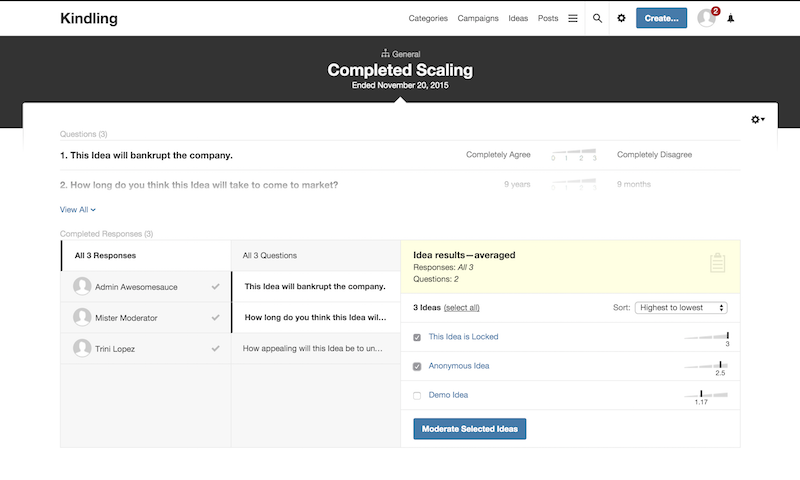 Kindling
Categories Campaigns Ideas Posts Create... 2
General
Completed Scaling
Ended November 20, 2015
Questions (3)
1. This Idea will bankrupt the company. Completely Agree 0 1 2 3 Completely Disagree
2. How long do you think this Idea will take to come to market? 9 years 0 1 2 3 9 months
View All
Completed Responses (3)
All 3 Responses
Admin Awesomesauce
Mister Moderator
Trini Lopez
All 3 Questions
This Idea will bankrupt the company.
How long do you think this Idea wil...
How appealing will this Idea be to un...
Idea results—averaged
Responses: All 3
Questions: 2
3 Ideas (select all) Sort: Highest to lowest
This Idea is Locked 3
Anonymous Idea 2.5
Demo Idea 1.17
Moderate Selected Ideas